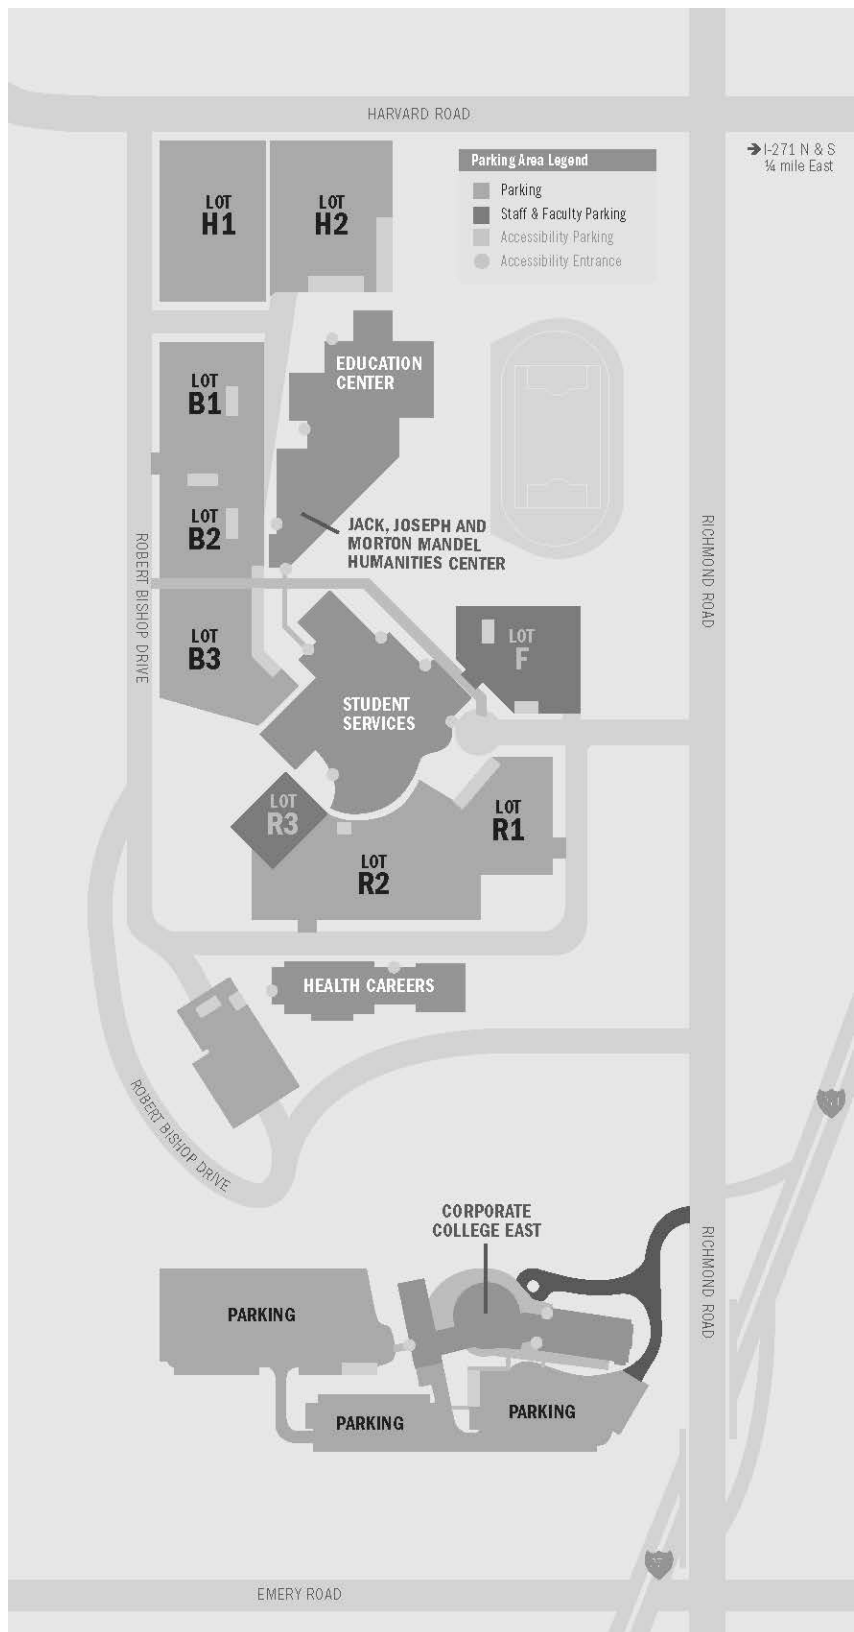 HARVARD ROAD
I-271 N & S
¼ mile East
Parking Area Legend
Parking
Staff & Faculty Parking
Accessibility Parking
Accessibility Entrance
LOT
H1
LOT
H2
EDUCATION
CENTER
LOT
B1
LOT
B2
JACK, JOSEPH AND
MORTON MANDEL
HUMANITIES CENTER
ROBERT BISHOP DRIVE
RICHMOND ROAD
LOT
B3
LOT
F
STUDENT
SERVICES
LOT
R3
LOT
R1
LOT
R2
HEALTH CAREERS
ROBERT BISHOP DRIVE
CORPORATE
COLLEGE EAST
RICHMOND ROAD
PARKING
PARKING
PARKING
EMERY ROAD